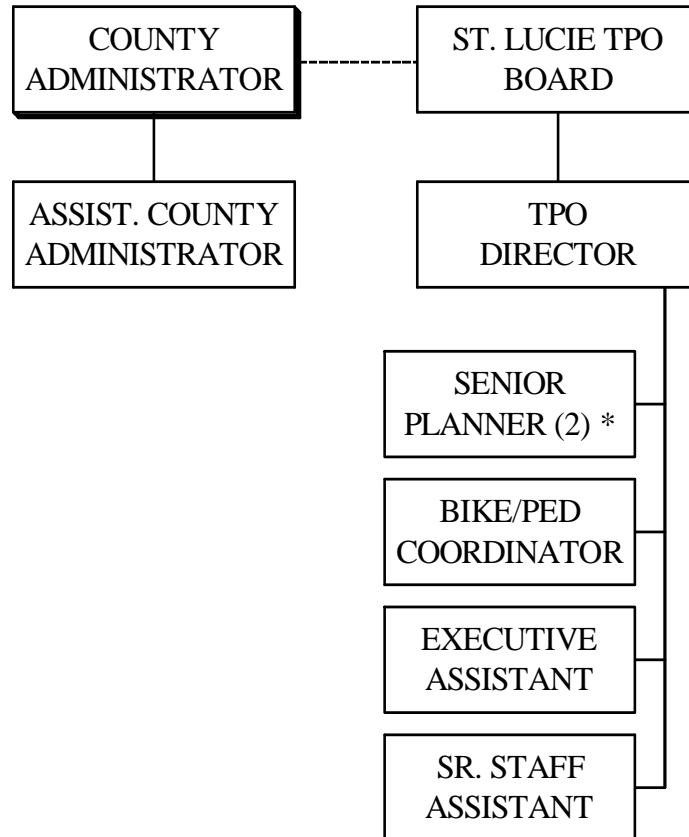 COUNTY
ADMINISTRATOR
ST. LUCIE TPO
BOARD
ASSIST. COUNTY
ADMINISTRATOR
TPO
DIRECTOR
SENIOR
PLANNER (2) *
BIKE/PED
COORDINATOR
EXECUTIVE
ASSISTANT
SR. STAFF
ASSISTANT